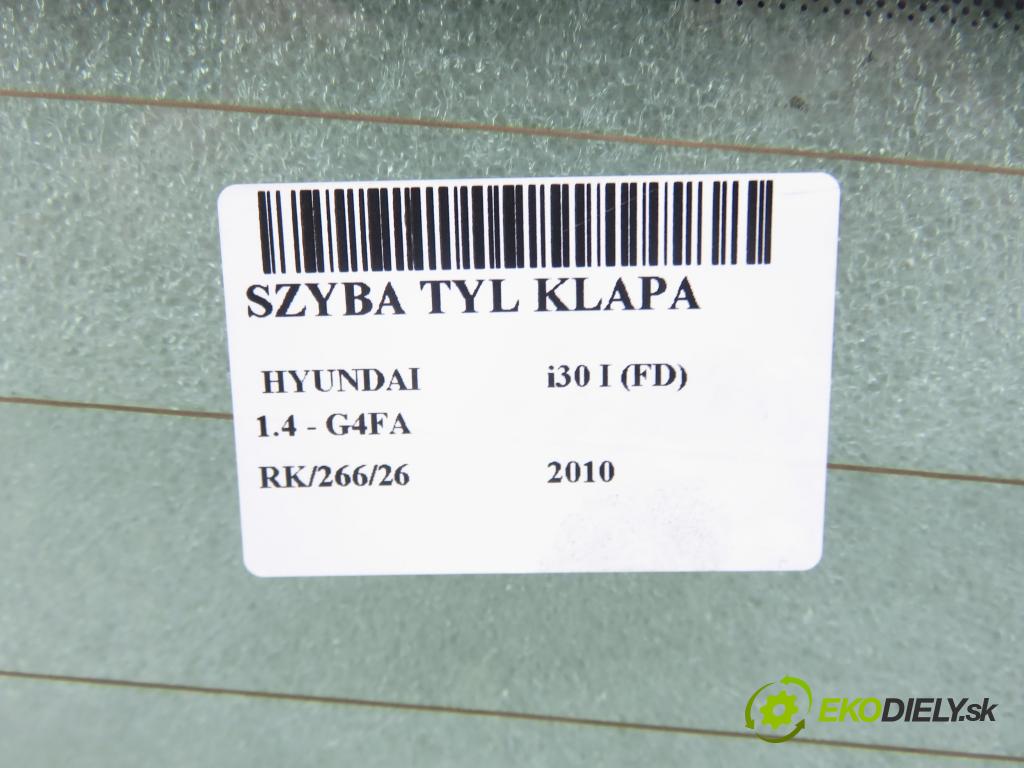 SZYBA TYL KLAPA
HYUNDAI i30 I (FD)
1.4 - G4FA
RK/266/26 2010
EKODIELY.sk